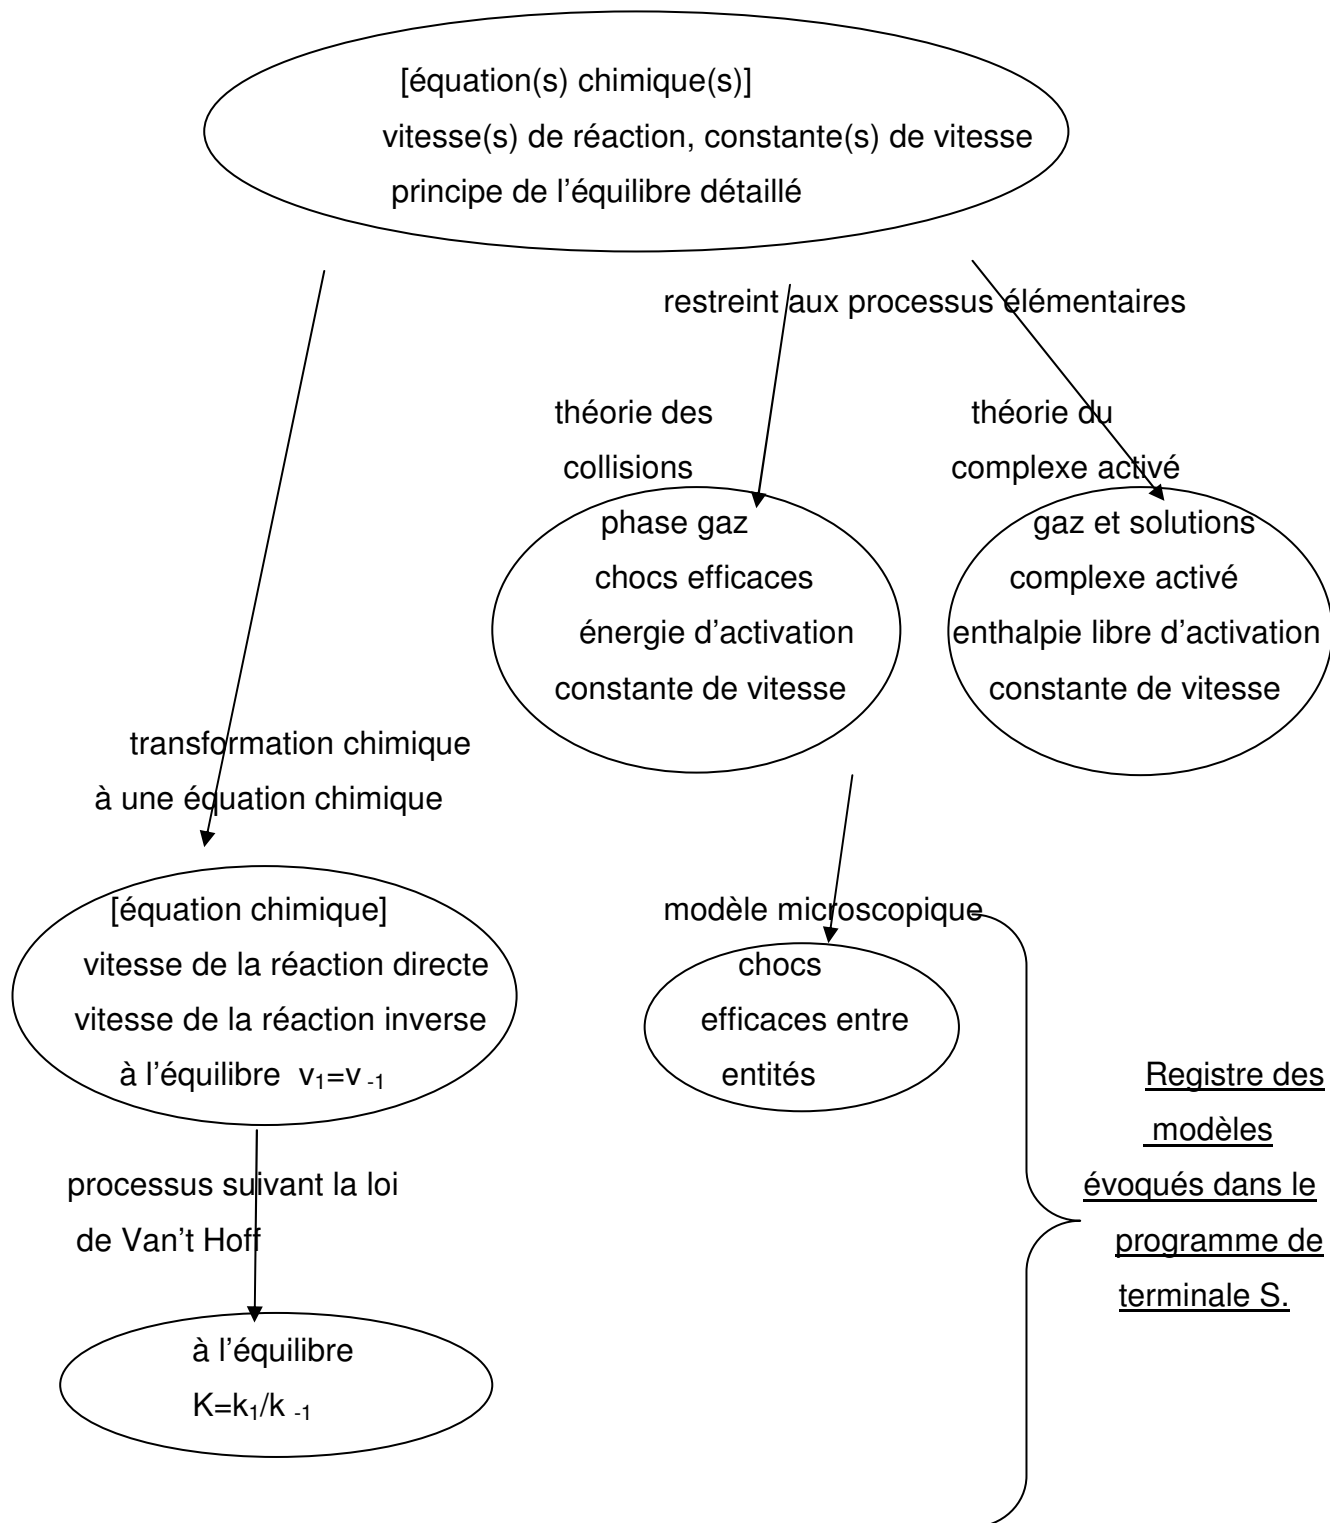 [équation(s) chimique(s)]
vitesse(s) de réaction, constante(s) de vitesse
principe de l'équilibre détaillé
restreint aux processus élémentaires
théorie des
collisions
phase gaz
chocs efficaces
énergie d'activation
constante de vitesse
théorie du
complexe activé
gaz et solutions
complexe activé
enthalpie libre d'activation
constante de vitesse
transformation chimique
à une équation chimique
[équation chimique]
vitesse de la réaction directe
vitesse de la réaction inverse
à l'équilibre v₁=v ₋₁
processus suivant la loi
de Van't Hoff
à l'équilibre
K=k₁/k ₋₁
modèle microscopique
chocs
efficaces entre
entités
Registre des
modèles
évoqués dans le
programme de
terminale S.